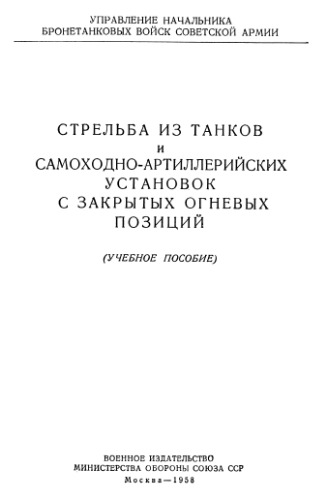 УПРАВЛЕНИЕ НАЧАЛЬНИКА
БРОНЕТАНКОВЫХ ВОЙСК СОВЕТСКОЙ АРМИИ
СТРЕЛЬБА ИЗ ТАНКОВ
и
САМОХОДНО-АРТИЛЛЕРИЙСКИХ
УСТАНОВОК
С ЗАКРЫТЫХ ОГНЕВЫХ
ПОЗИЦИЙ
(УЧЕБНОЕ ПОСОБИЕ)
ВОЕННОЕ ИЗДАТЕЛЬСТВО
МИНИСТЕРСТВА ОБОРОНЫ СОЮЗА ССР
Москва—1958